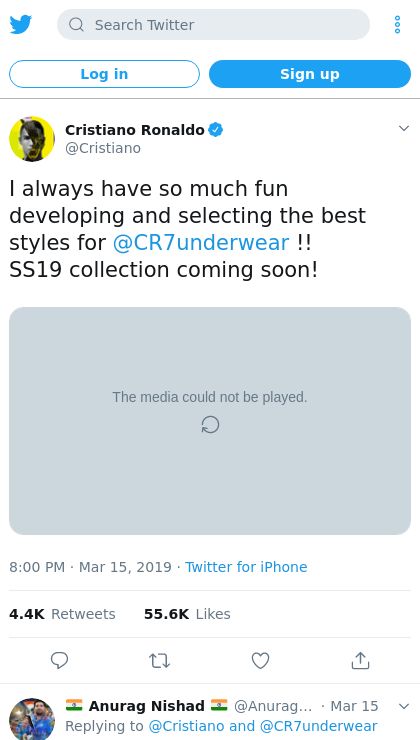 Search Twitter
Log in
Sign up
Cristiano Ronaldo
@Cristiano
I always have so much fun
developing and selecting the best
styles for @CR7underwear !!
SS19 collection coming soon!
The media could not be played.
8:00 PM · Mar 15, 2019 · Twitter for iPhone
4.4K Retweets 55.6K Likes
🇮🇳 Anurag Nishad 🇮🇳 @Anurag... · Mar 15
Replying to @Cristiano and @CR7underwear